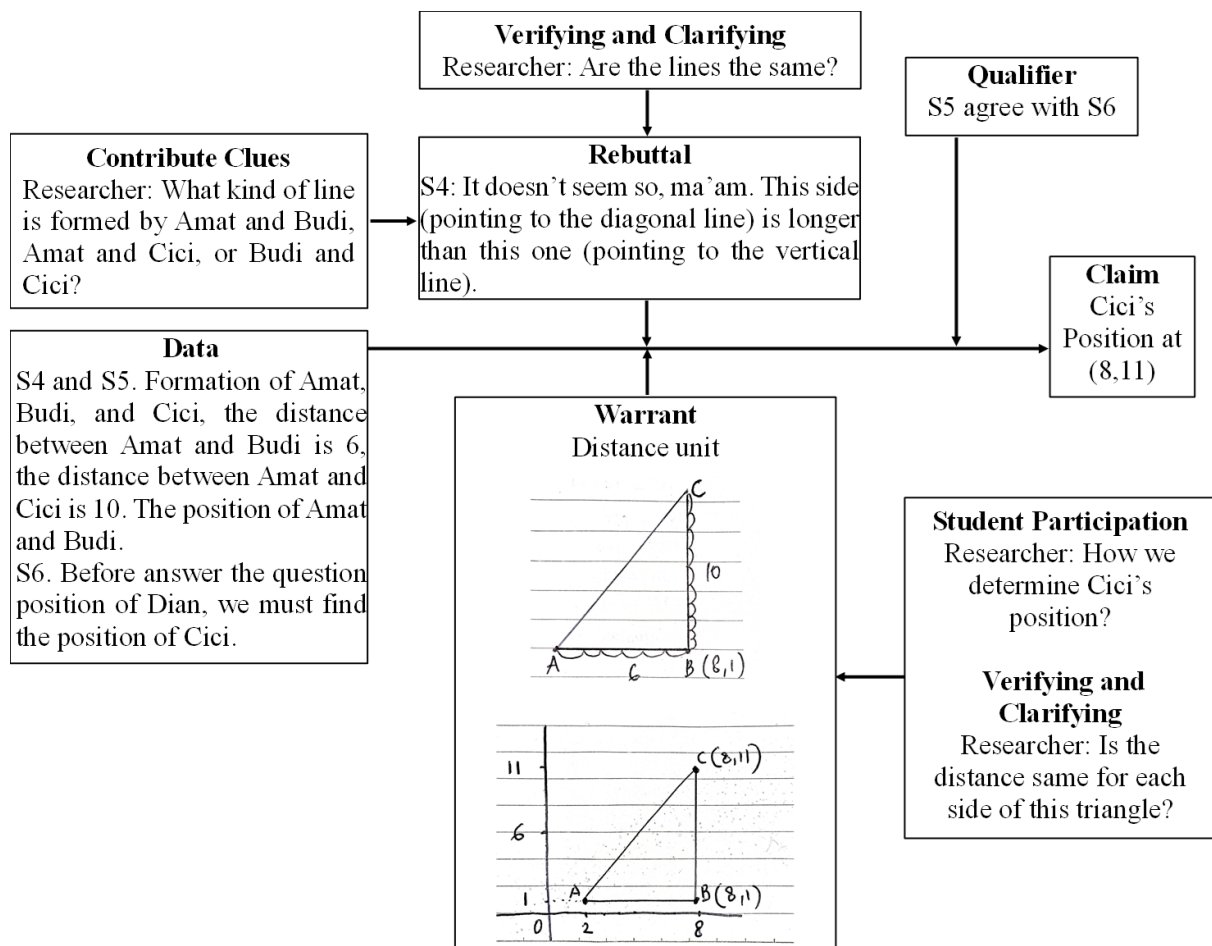 Verifying and Clarifying
Researcher: Are the lines the same?
Qualifier
S5 agree with S6
Contribute Clues
Researcher: What kind of line
is formed by Amat and Budi,
Amat and Cici, or Budi and
Cici?
Rebuttal
S4: It doesn't seem so, ma'am. This side
(pointing to the diagonal line) is longer
than this one (pointing to the vertical
line).
Claim
Cici's
Position at
(8,11)
Data
S4 and S5. Formation of Amat,
Budi, and Cici, the distance
between Amat and Budi is 6,
the distance between Amat and
Cici is 10. The position of Amat
and Budi.
S6. Before answer the question
position of Dian, we must find
the position of Cici.
Warrant
Distance unit
C
10
A
6
B (8,1)
11
C (8,11)
6
1
A
B (8,1)
0
2
8
Student Participation
Researcher: How we
determine Cici's
position?
Verifying and
Clarifying
Researcher: Is the
distance same for each
side of this triangle?